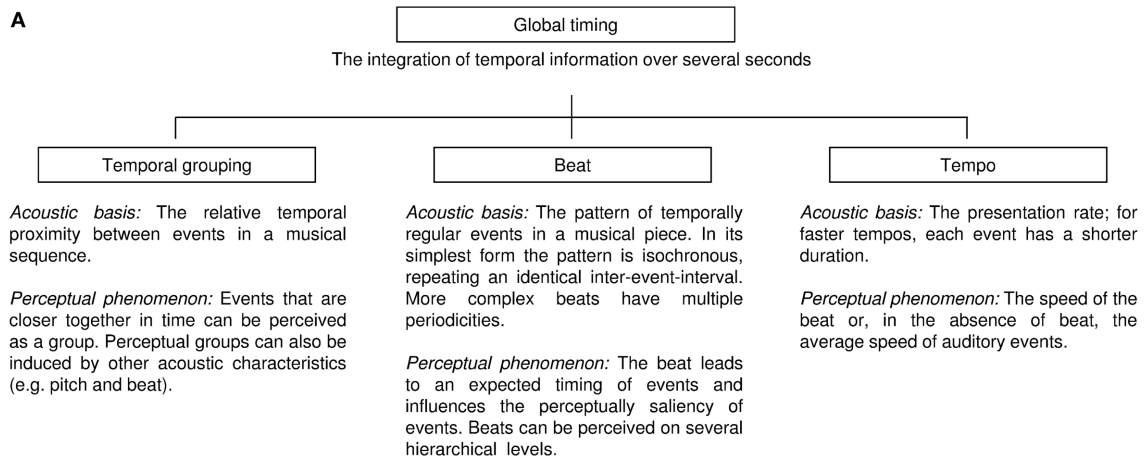 A
Global timing
The integration of temporal information over several seconds
Temporal grouping
Acoustic basis: The relative temporal
proximity between events in a musical
sequence.
Perceptual phenomenon: Events that are
closer together in time can be perceived
as a group. Perceptual groups can also be
induced by other acoustic characteristics
(e.g. pitch and beat).
Beat
Acoustic basis: The pattern of temporally
regular events in a musical piece. In its
simplest form the pattern is isochronous,
repeating an identical inter-event-interval.
More complex beats have multiple
periodicities.
Perceptual phenomenon: The beat leads
to an expected timing of events and
influences the perceptually saliency of
events. Beats can be perceived on several
hierarchical levels.
Tempo
Acoustic basis: The presentation rate; for
faster tempos, each event has a shorter
duration.
Perceptual phenomenon: The speed of the
beat or, in the absence of beat, the
average speed of auditory events.